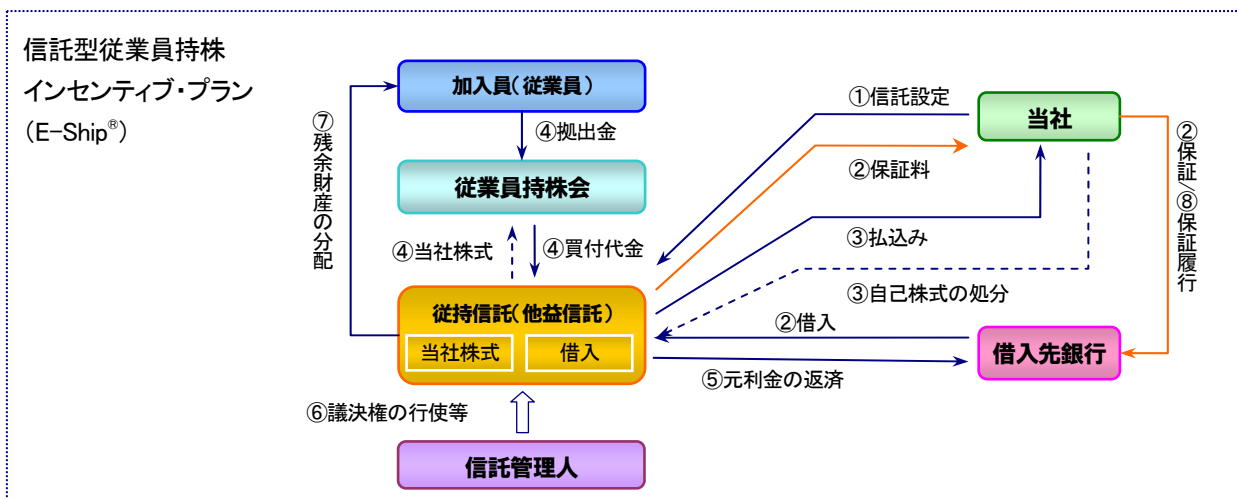 信託型従業員持株
インセンティブ・プラン
(E-Ship®)
加入員(従業員)
①信託設定
当社
④拠出金
②保証料
②保証/⑧保証履行
⑦残余財産の分配
従業員持株会
④当社株式
④買付代金
③払込み
③自己株式の処分
従持信託(他益信託)
当社株式
借入
②借入
借入先銀行
⑤元利金の返済
⑥議決権の行使等
信託管理人